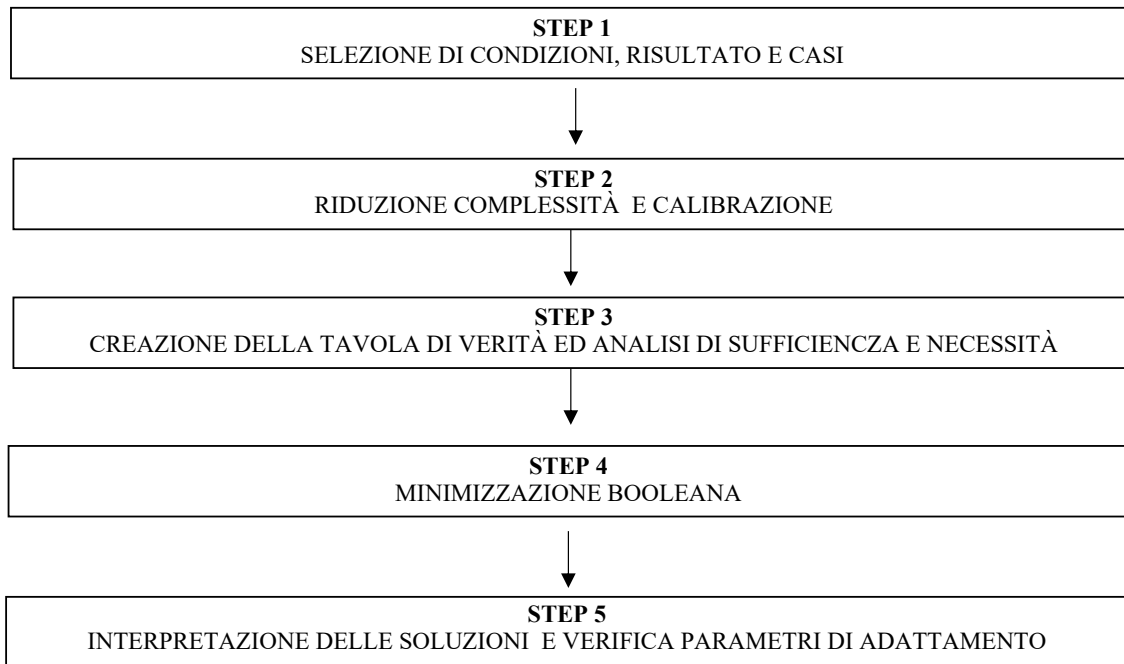 STEP 1
SELEZIONE DI CONDIZIONI, RISULTATO E CASI
STEP 2
RIDUZIONE COMPLESSITÀ E CALIBRAZIONE
STEP 3
CREAZIONE DELLA TAVOLA DI VERITÀ ED ANALISI DI SUFFICIENCZA E NECESSITÀ
STEP 4
MINIMIZZAZIONE BOOLEANA
STEP 5
INTERPRETAZIONE DELLE SOLUZIONI E VERIFICA PARAMETRI DI ADATTAMENTO